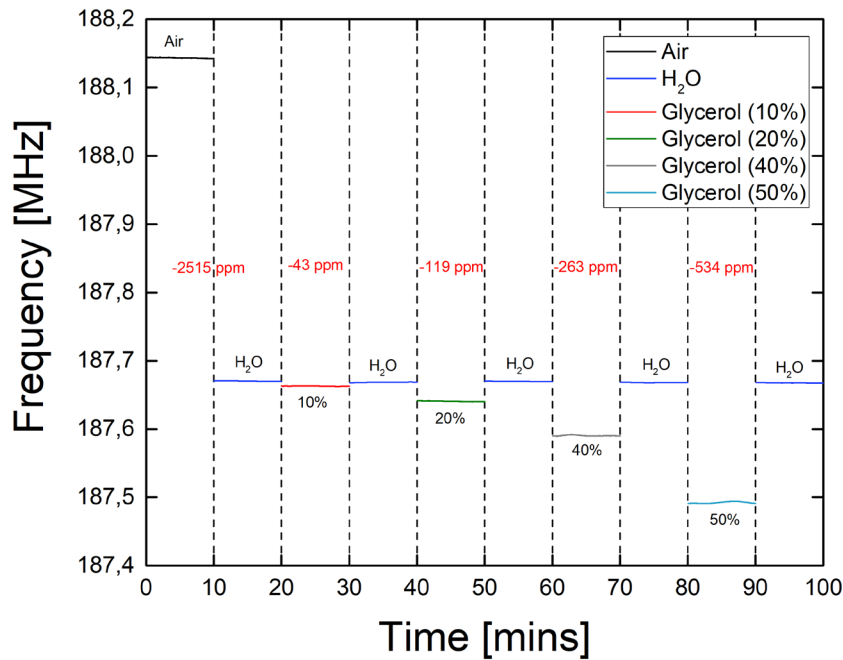 188,2
188,1
188,0
187,9
187,8
187,7
187,6
187,5
187,4
Frequency [MHz]
Air
Air
H₂O
Glycerol (10%)
Glycerol (20%)
Glycerol (40%)
Glycerol (50%)
-2515 ppm
-43 ppm
-119 ppm
-263 ppm
-534 ppm
H₂O
10%
H₂O
20%
H₂O
40%
H₂O
50%
H₂O
0 10 20 30 40 50 60 70 80 90 100
Time [mins]